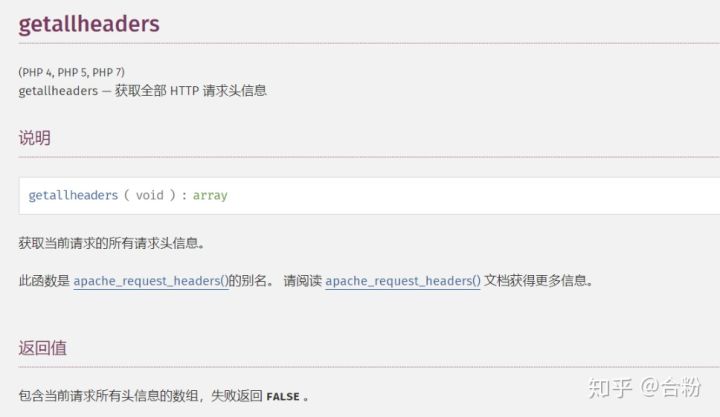 getallheaders
(PHP 4, PHP 5, PHP 7)
getallheaders — 获取全部 HTTP 请求头信息
说明
getallheaders ( void ) : array
获取当前请求的所有请求头信息。
此函数是 apache_request_headers()的别名。 请阅读 apache_request_headers() 文档获得更多信息。
返回值
包含当前请求所有头信息的数组，失败返回 FALSE 。
知乎 @台粉